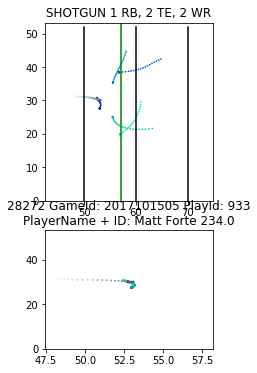 SHOTGUN 1 RB, 2 TE, 2 WR
50
40
30
20
10
0
50 60 70
28272 GameId: 2017101505 PlayId: 933
PlayerName + ID: Matt Forte 234.0
40
20
0
47.5 50.0 52.5 55.0 57.5